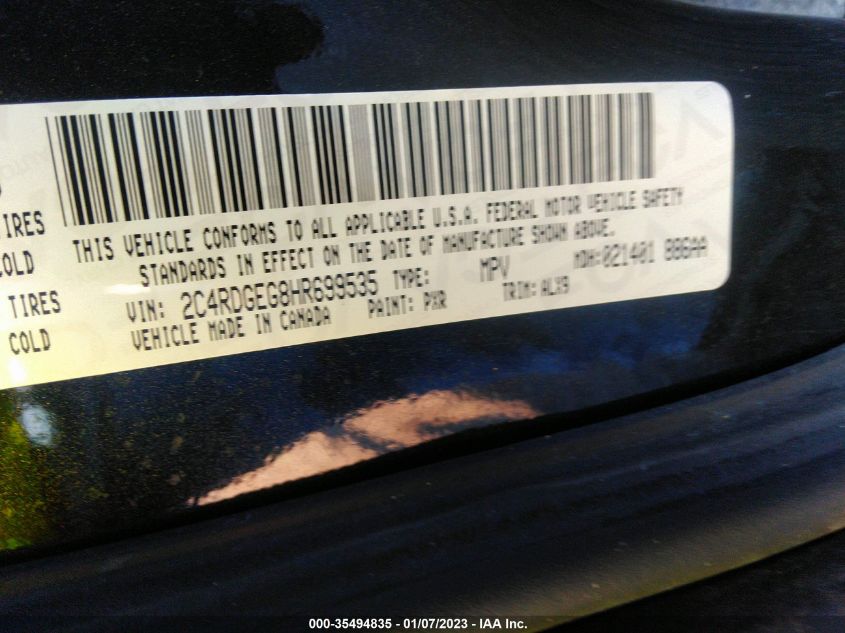 TIRES
COLD
TIRES
COLD
THIS VEHICLE CONFORMS TO ALL APPLICABLE U.S.A. FEDERAL MOTOR VEHICLE SAFETY
STANDARDS IN EFFECT ON THE DATE OF MANUFACTURE SHOWN ABOVE.
VIN: 2C4RDGEG8HR699535 TYPE: MPV MDH:021401 886AA
VEHICLE MADE IN CANADA PAINT: PXR TRIM:ALX9
000-35494835 - 01/07/2023 - IAA Inc.